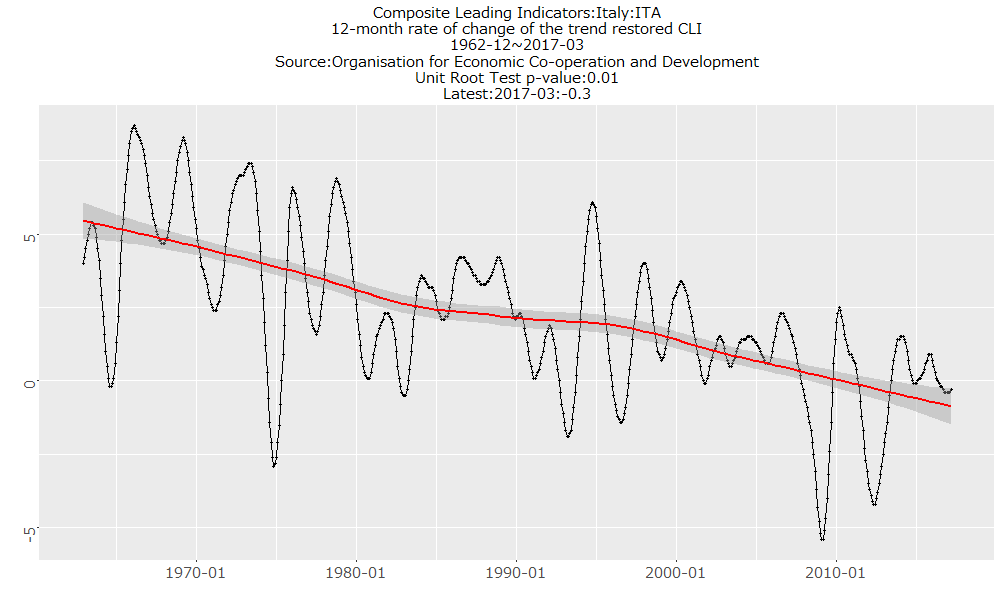 Composite Leading Indicators:Italy:ITA
12-month rate of change of the trend restored CLI
1962-12~2017-03
Source:Organisation for Economic Co-operation and Development
Unit Root Test p-value:0.01
Latest:2017-03:-0.3
5
0
-5
1970-01 1980-01 1990-01 2000-01 2010-01